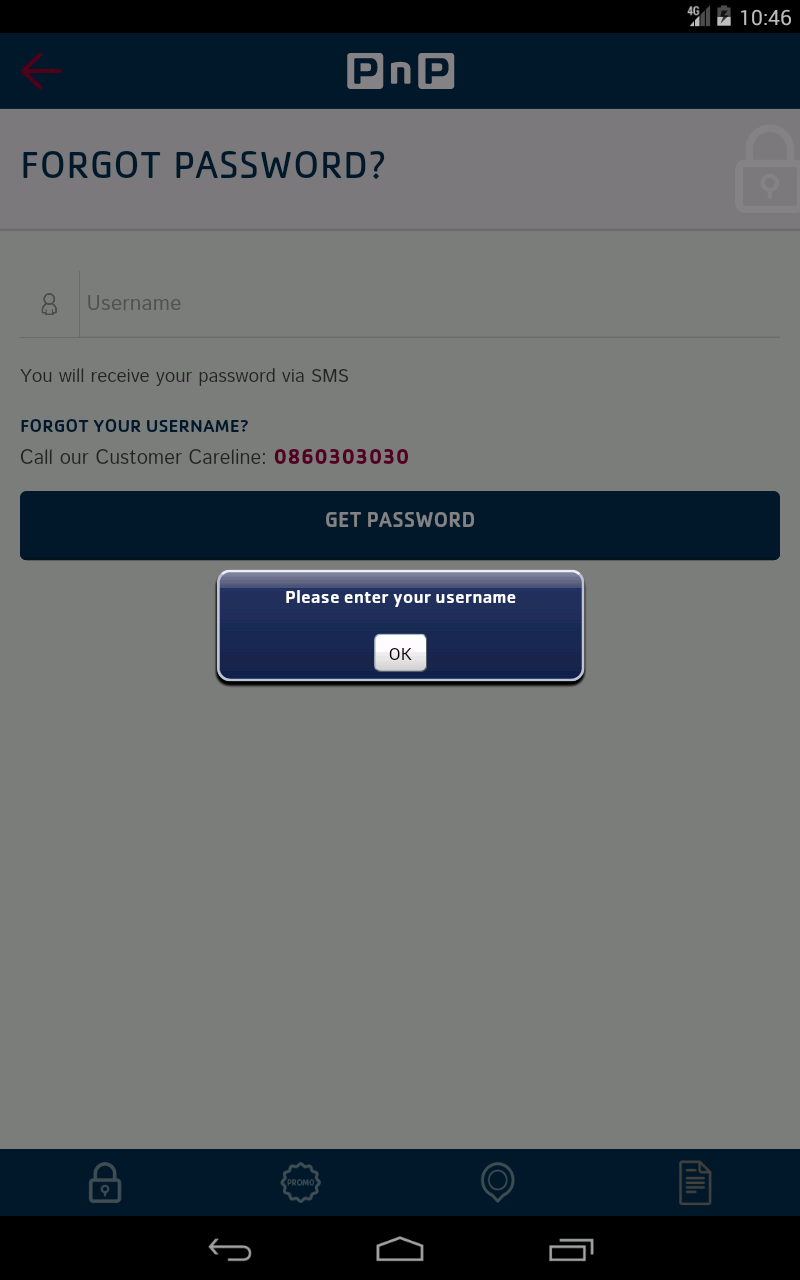 4G 10:46
PnP
FORGOT PASSWORD?
Username
You will receive your password via SMS
FORGOT YOUR USERNAME?
Call our Customer Careline: 0860303030
GET PASSWORD
Please enter your username
OK
PROMO